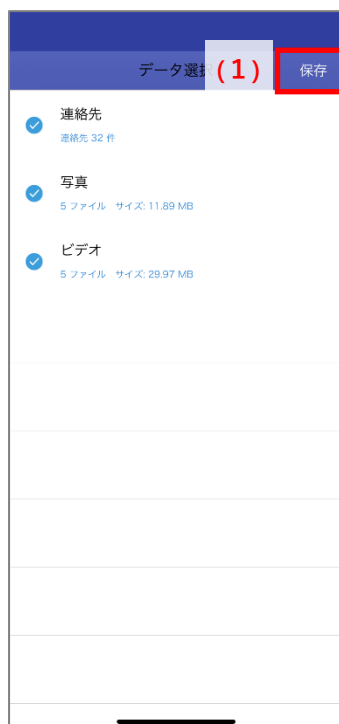 データ選 (1) 保存
連絡先
連絡先 32 件
写真
5 ファイル サイズ: 11.89 MB
ビデオ
5 ファイル サイズ: 29.97 MB